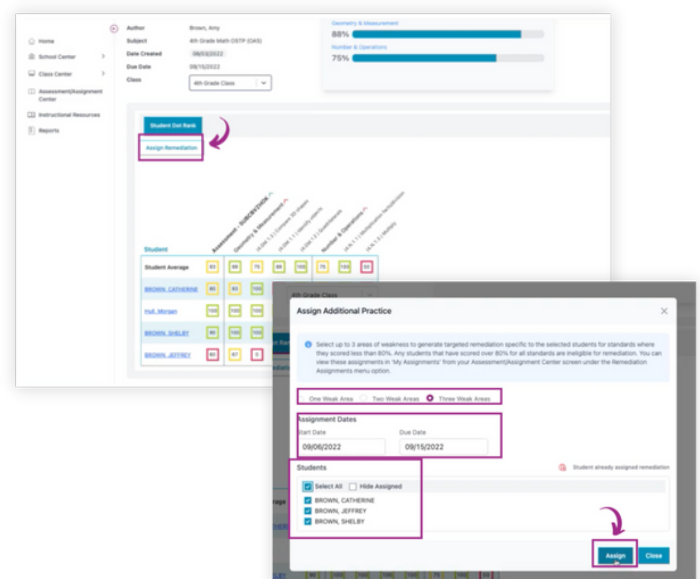 Home
School Center
Class Center
Assessment/Assignment
Center
Instructional Resources
Reports
Author Brown, Amy
Subject 4th Grade Math OSTP (OAS)
Date Created 08/03/2022
Due Date 09/15/2022
Class 4th Grade Class
Geometry & Measurement
88%
Number & Operations
75%
Student Dot Rank
Assign Remediation
Student
Geometry & Measurement
Number & Operations
Student Average
BROWN, CATHERINE
Hull, Morgan
BROWN, SHELBY
BROWN, JEFFREY
4th Grade Class
Assign Additional Practice
Select up to 3 areas of weakness to generate targeted remediation specific to the selected students for standards where
they scored less than 80%. Any students that have scored over 80% for all standards are ineligible for remediation. You can
view these assignments in 'My Assignments' from your Assessment/Assignment Center screen under the Remediation
Assignments menu option.
One Weak Area Two Weak Areas Three Weak Areas
Assignment Dates
Start Date Due Date
09/06/2022 09/15/2022
Students Student already assigned remediation
Select All Hide Assigned
BROWN, CATHERINE
BROWN, JEFFREY
BROWN, SHELBY
Assign Close